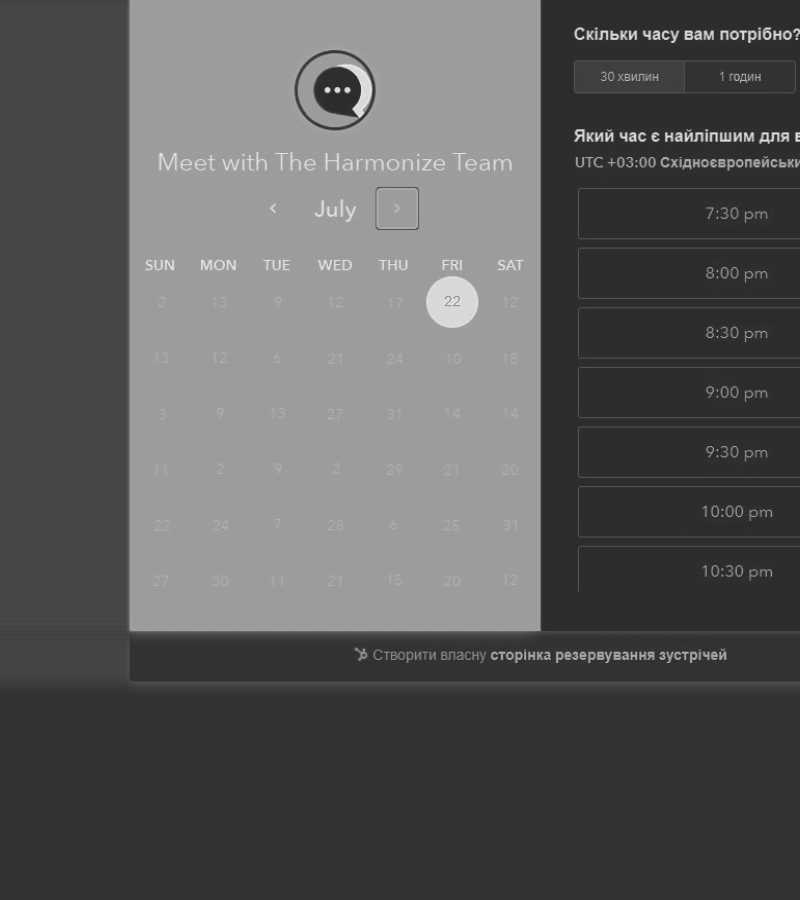 Meet with The Harmonize Team
July
SUN MON TUE WED THU FRI SAT
2 13 9 12 17 22 12
13 12 6 21 24 10 18
3 9 13 27 31 14 14
11 2 9 2 29 21 20
22 24 7 28 6 25 31
27 30 11 21 15 20 12
Скільки часу вам потрібно?
30 хвилин 1 годин
Який час є найліпшим для
UTC +03:00
7:30 pm
8:00 pm
8:30 pm
9:00 pm
9:30 pm
10:00 pm
10:30 pm
Створити власну сторінка резервування зустрічей